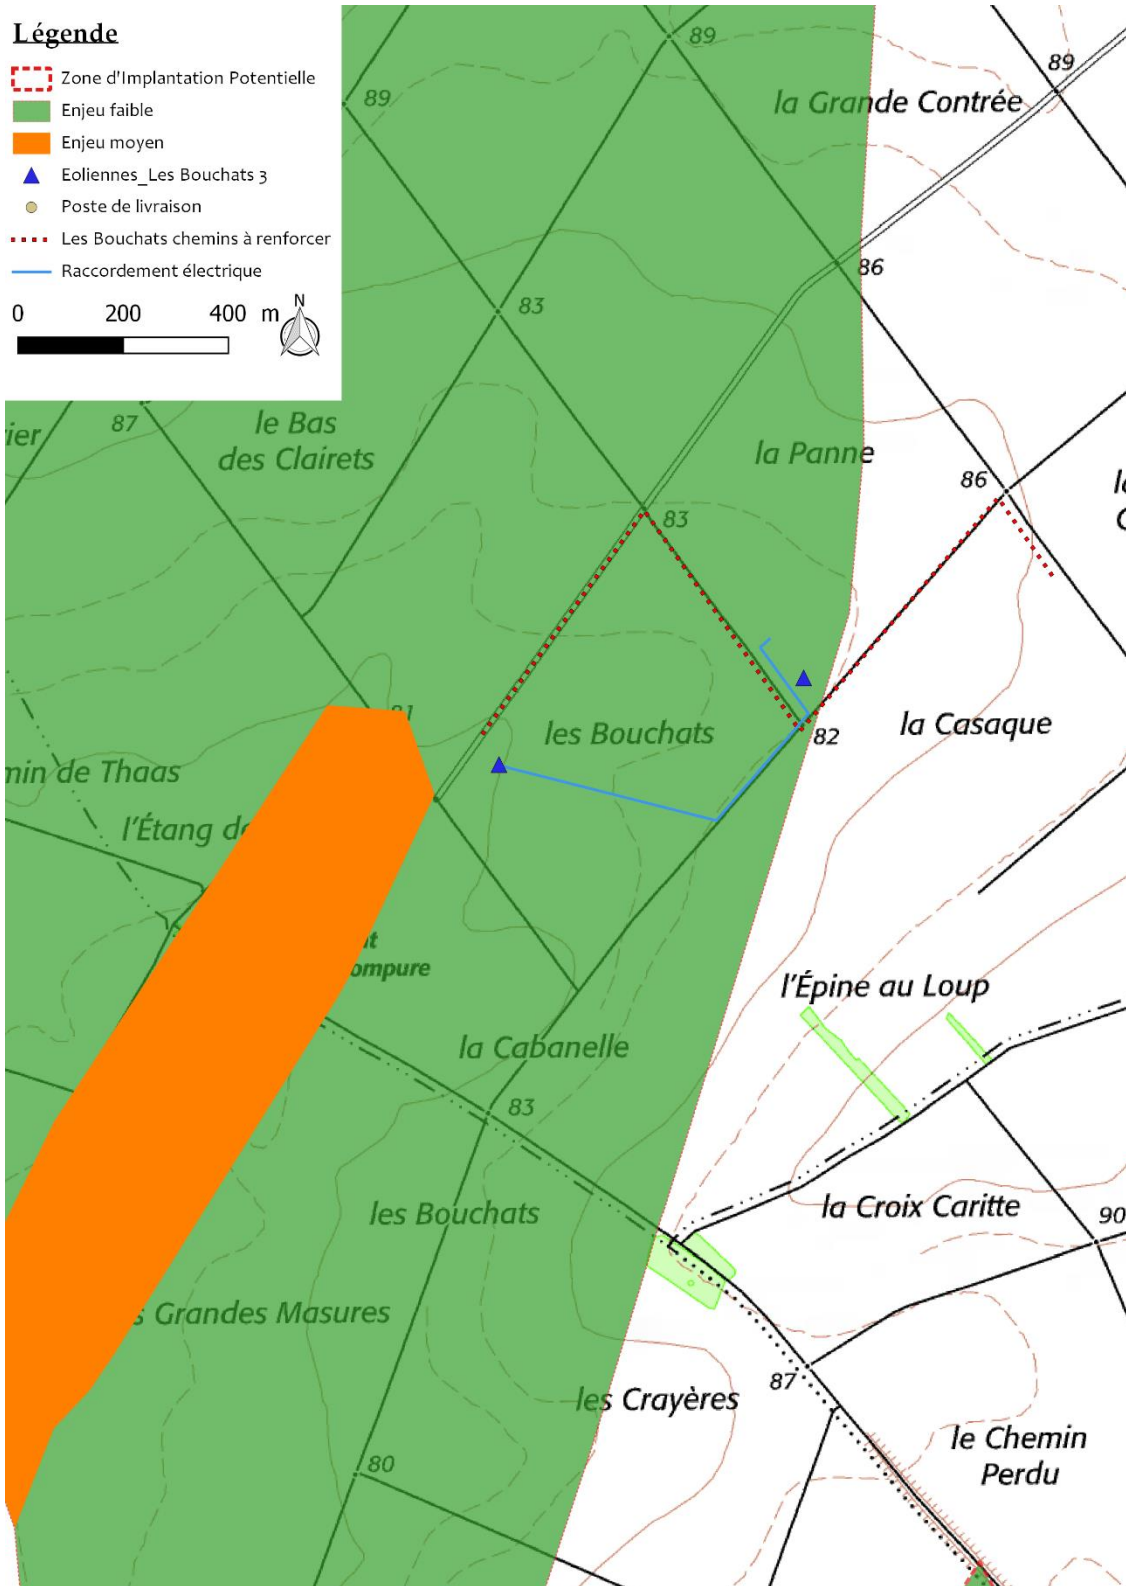 Légende
Zone d'Implantation Potentielle
Enjeu faible
Enjeu moyen
Eoliennes_Les Bouchats 3
Poste de livraison
Les Bouchats chemins à renforcer
Raccordement électrique
0 200 400 m
N
89
89
89
la Grande Contrée
86
83
87
le Bas
des Clairets
ier
la Panne
86
83
81
les Bouchats
82
la Casaque
min de Thaas
l'Étang de
ompure
l'Épine au Loup
la Cabanelle
83
les Bouchats
la Croix Caritte
90
s Grandes Masures
87
les Crayères
le Chemin
Perdu
80